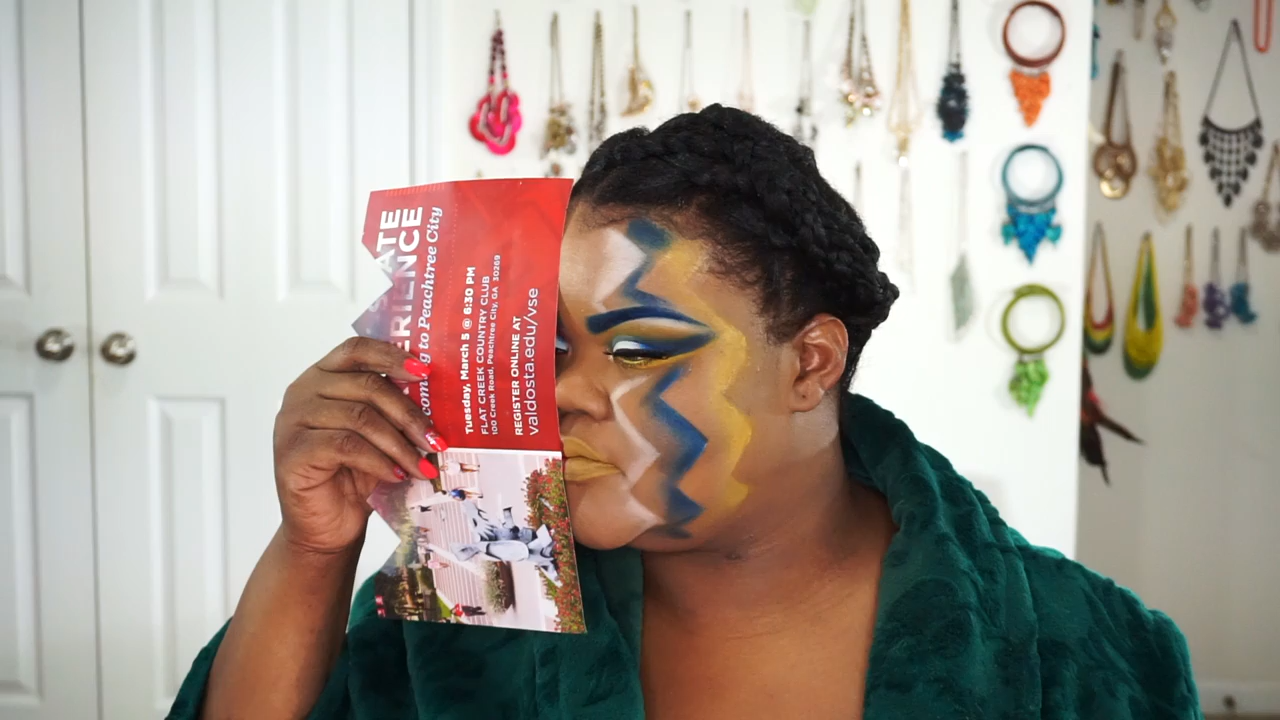 ATE
ERIENCE
coming to Peachtree City
Tuesday, March 5 @ 6:30 PM
FLAT CREEK COUNTRY CLUB
100 Creek Road, Peachtree City, GA 30269
REGISTER ONLINE AT
valdosta.edu/vse